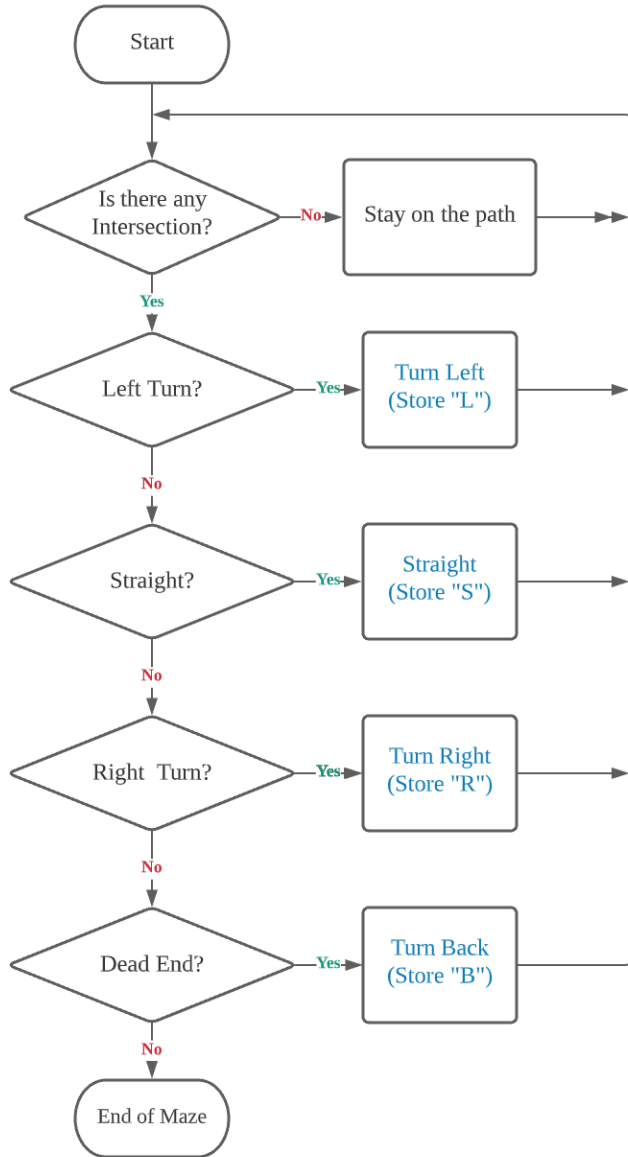 Start
Is there any
Intersection?
No
Stay on the path
Yes
Left Turn?
Yes
Turn Left
(Store "L")
No
Straight?
Yes
Straight
(Store "S")
No
Right Turn?
Yes
Turn Right
(Store "R")
No
Dead End?
Yes
Turn Back
(Store "B")
No
End of Maze